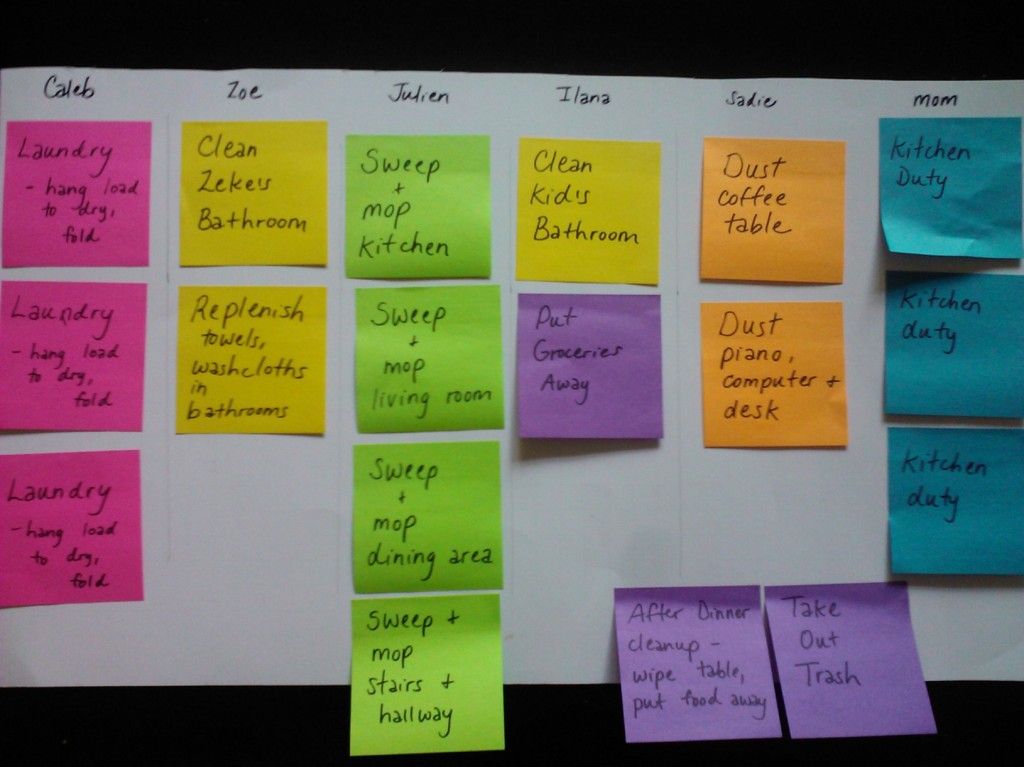 Caleb
Zoe
Julien
Ilana
Sadie
mom
Laundry
- hang load
to dry,
fold
Laundry
- hang load
to dry,
fold
Laundry
- hang load
to dry,
fold
Clean
Zeke's
Bathroom
Replenish
towels,
washcloths
in
bathrooms
Sweep
+
mop
kitchen
Sweep
+
mop
living room
Sweep
+
mop
dining area
Sweep +
mop
stairs +
hallway
Clean
kid's
Bathroom
Put
Groceries
Away
Dust
coffee
table
Dust
piano,
computer +
desk
Kitchen
Duty
Kitchen
duty
Kitchen
duty
After Dinner
cleanup -
wipe table,
put food away
Take
Out
Trash